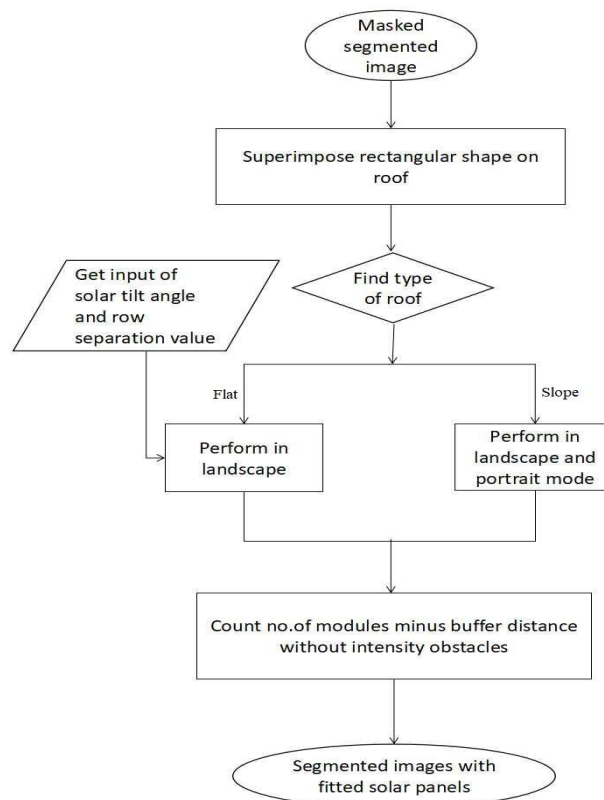 Masked
segmented
image
Superimpose rectangular shape on
roof
Find type
of roof
Get input of
solar tilt angle
and row
separation value
Flat
Slope
Perform in
landscape
Perform in
landscape and
portrait mode
Count no.of modules minus buffer distance
without intensity obstacles
Segmented images with
fitted solar panels